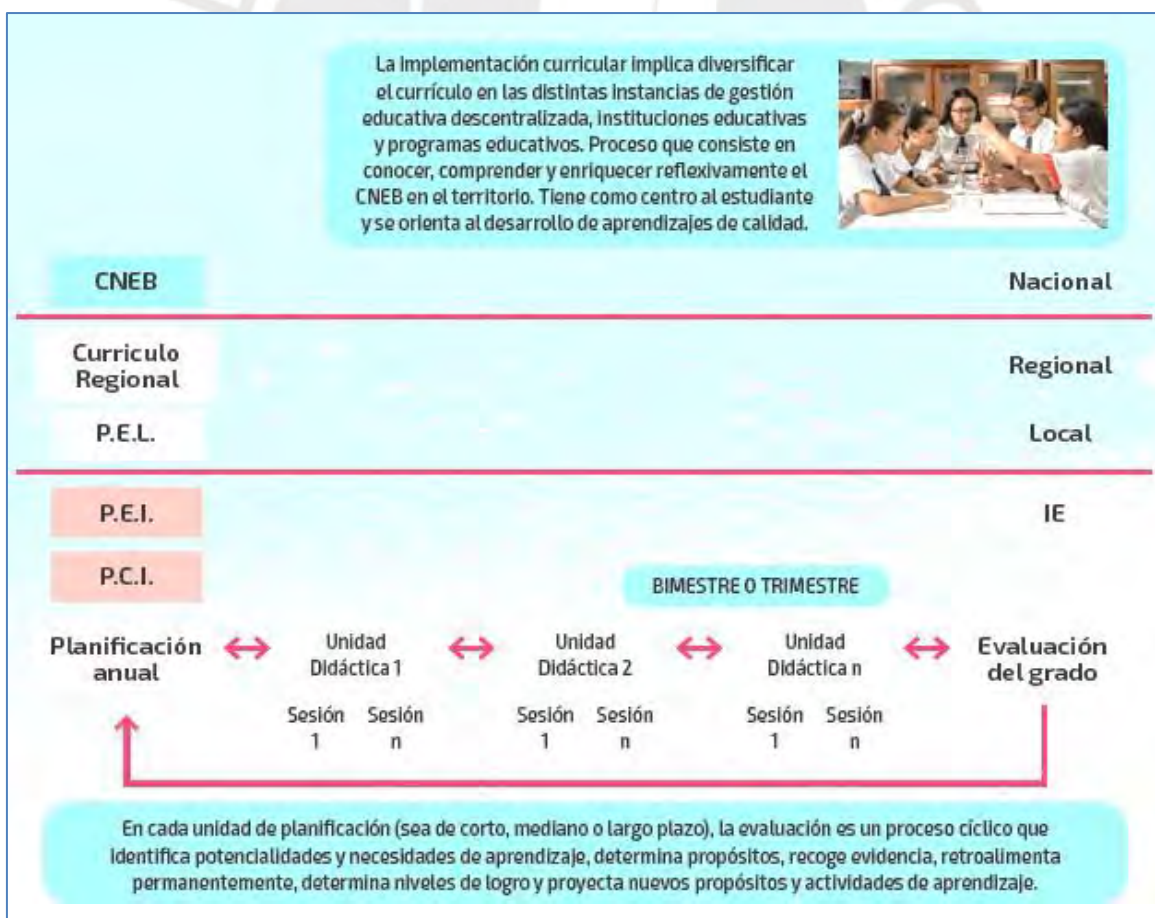 La implementación curricular implica diversificar
el currículo en las distintas instancias de gestión
educativa descentralizada, instituciones educativas
y programas educativos. Proceso que consiste en
conocer, comprender y enriquecer reflexivamente el
CNEB en el territorio. Tiene como centro al estudiante
y se orienta al desarrollo de aprendizajes de calidad.
CNEB
Nacional
Curriculo
Regional
Regional
P.E.L.
Local
P.E.I.
IE
P.C.I.
BIMESTRE O TRIMESTRE
Planificación
anual
Unidad
Didáctica 1
Unidad
Didáctica 2
Unidad
Didáctica n
Evaluación
del grado
Sesión
1
Sesión
n
Sesión
1
Sesión
n
Sesión
1
Sesión
n
En cada unidad de planificación (sea de corto, mediano o largo plazo), la evaluación es un proceso cíclico que
identifica potencialidades y necesidades de aprendizaje, determina propósitos, recoge evidencia, retroalimenta
permanentemente, determina niveles de logro y proyecta nuevos propósitos y actividades de aprendizaje.